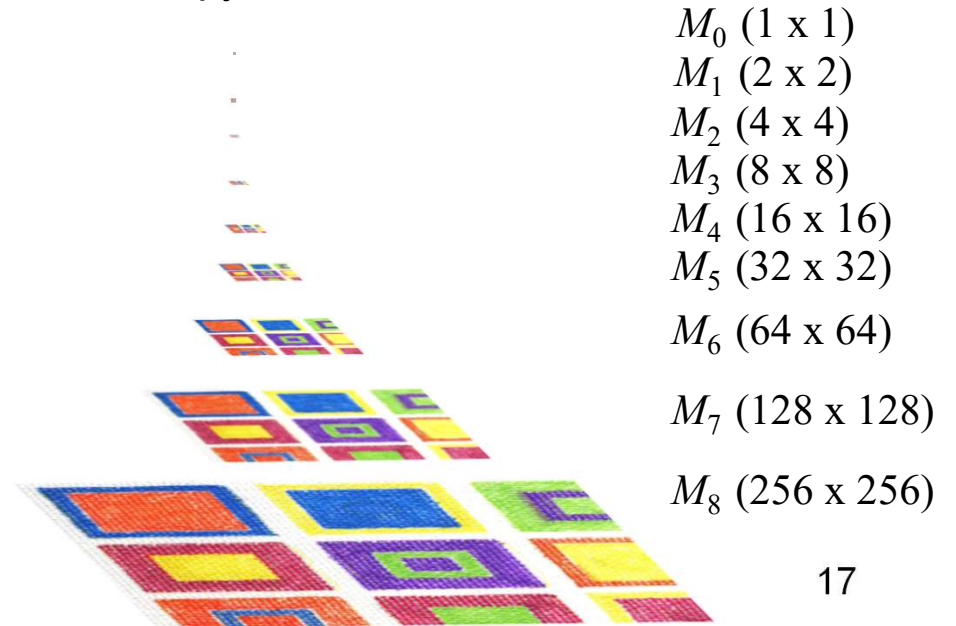 M₀ (1 x 1)
M₁ (2 x 2)
M₂ (4 x 4)
M₃ (8 x 8)
M₄ (16 x 16)
M₅ (32 x 32)
M₆ (64 x 64)
M₇ (128 x 128)
M₈ (256 x 256)
17